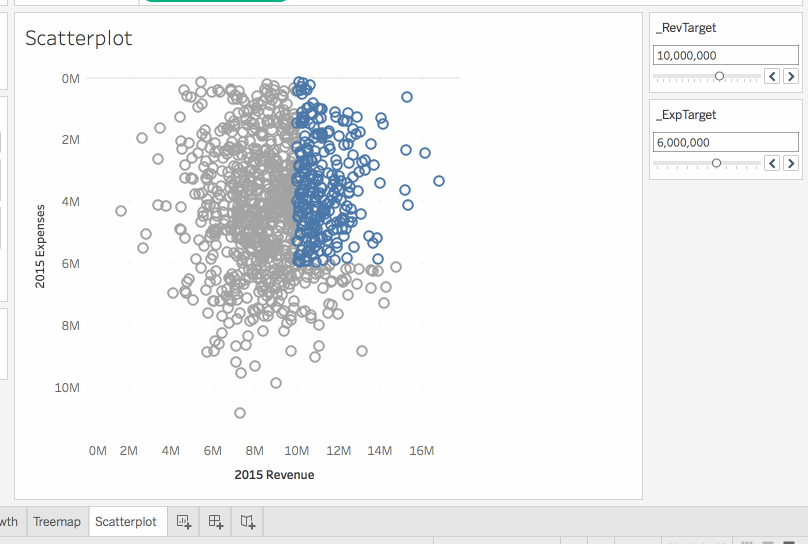 Scatterplot
_RevTarget
10,000,000
_ExpTarget
6,000,000
0M
2M
4M
6M
8M
10M
2015 Expenses
0M 2M 4M 6M 8M 10M 12M 14M 16M
2015 Revenue
wth Treemap Scatterplot